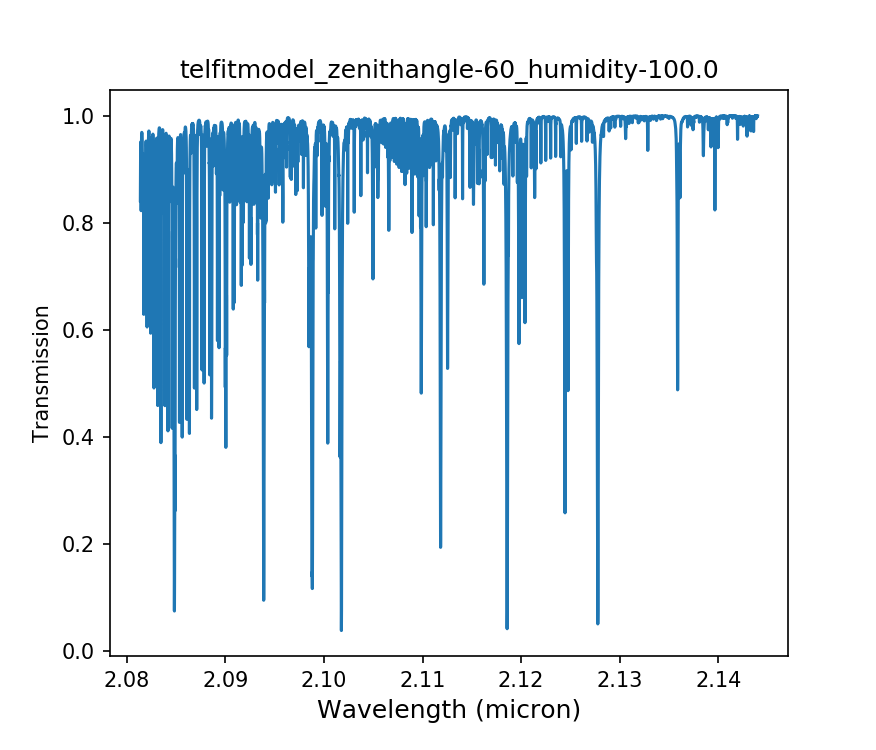 telfitmodel_zenithangle-60_humidity-100.0
1.0
0.8
0.6
0.4
0.2
0.0
Transmission
2.08 2.09 2.10 2.11 2.12 2.13 2.14
Wavelength (micron)